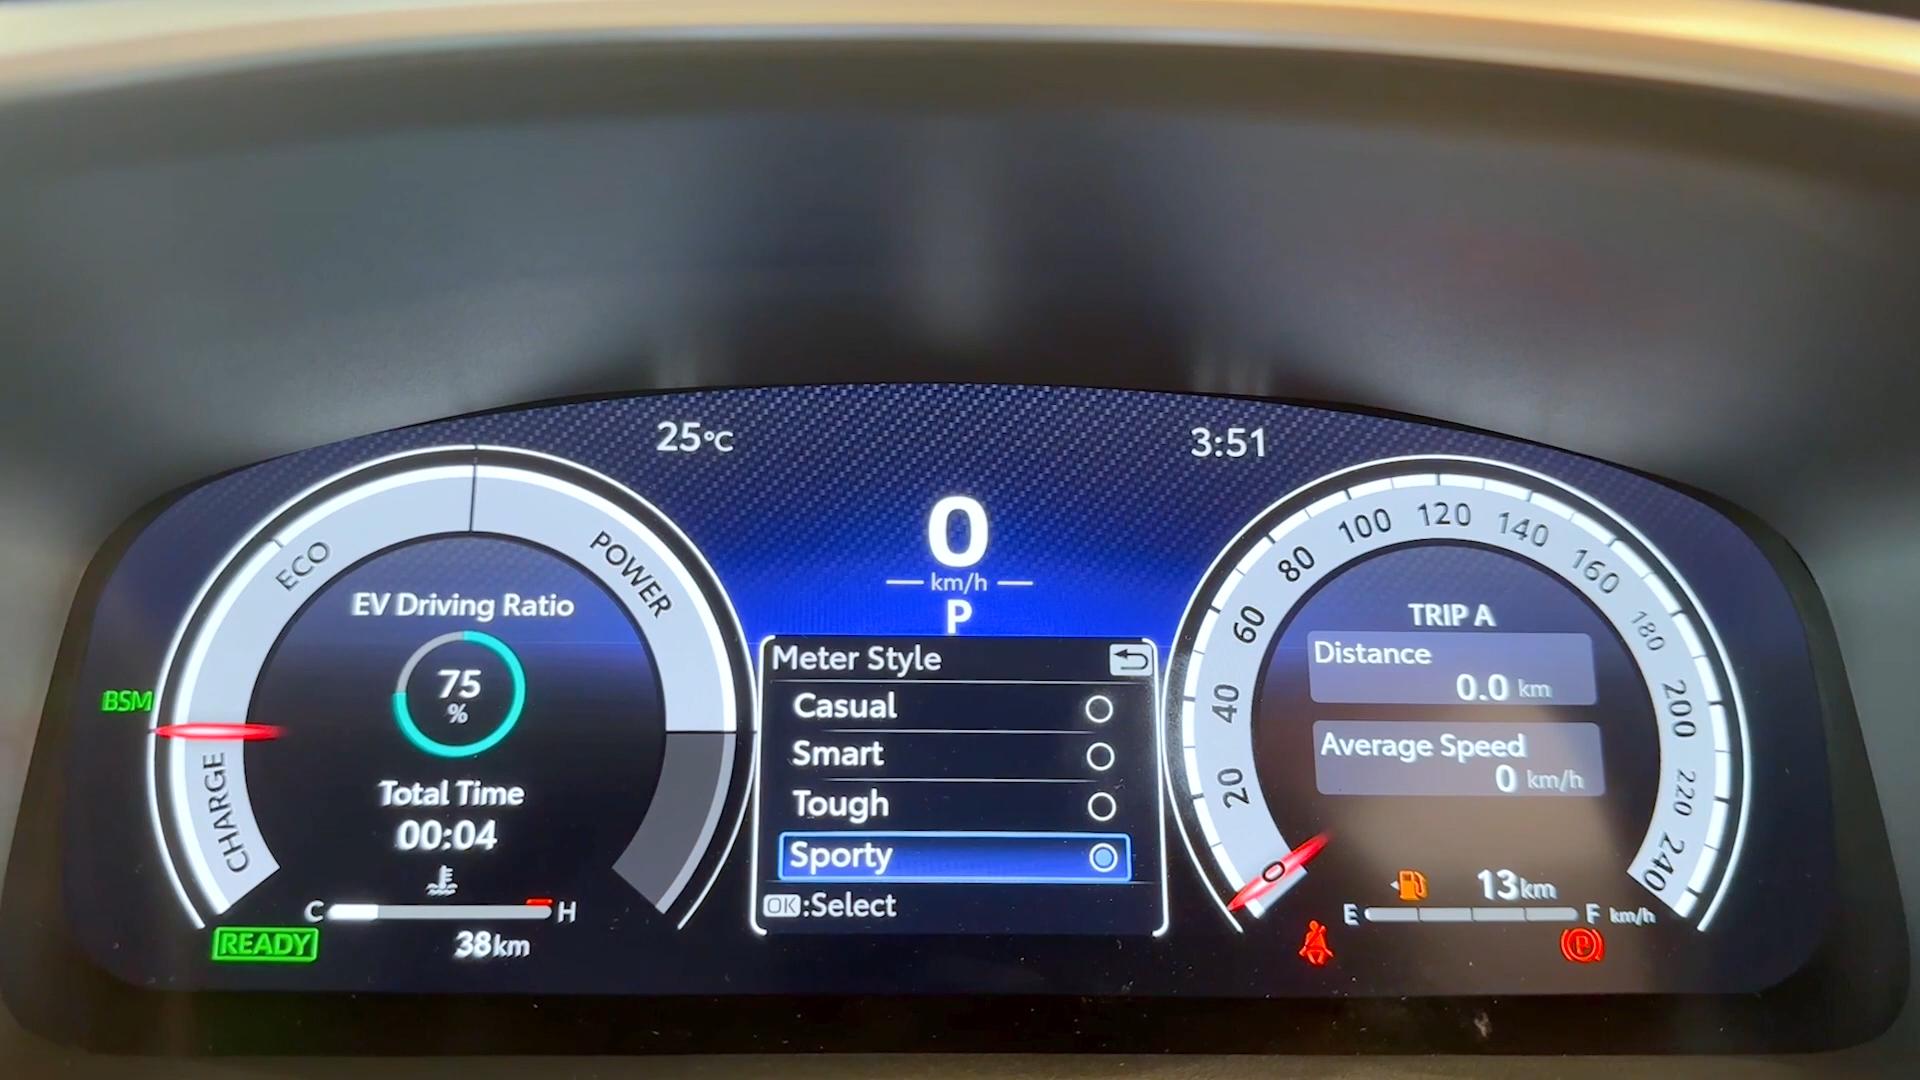 25°C
3:51
0
km/h
P
ECO
POWER
CHARGE
EV Driving Ratio
75
%
Total Time
00:04
C
H
38km
BSM
READY
Meter Style
Casual
Smart
Tough
Sporty
OK:Select
0
20
40
60
80
100
120
140
160
180
200
220
240
TRIP A
Distance
0.0 km
Average Speed
0 km/h
13km
E
F
km/h
P